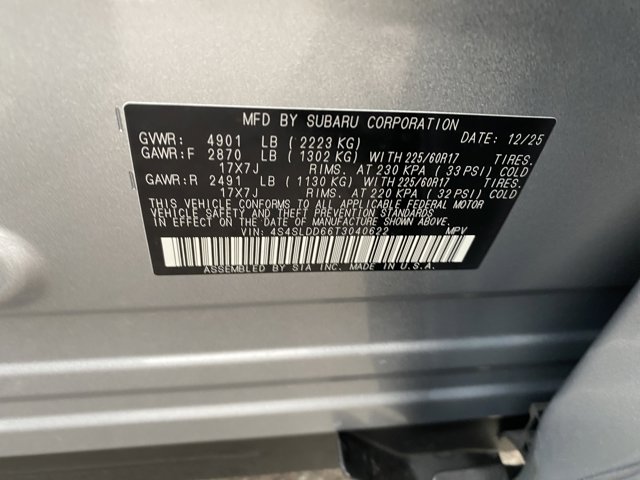 MFD BY SUBARU CORPORATION
GVWR: 4901 LB ( 2223 KG) DATE: 12/25
GAWR:F 2870 LB ( 1302 KG) WITH 225/60R17 TIRES.
17X7J RIMS. AT 230 KPA ( 33 PSI) COLD
GAWR:R 2491 LB ( 1130 KG) WITH 225/60R17 TIRES.
17X7J RIMS. AT 220 KPA ( 32 PSI) COLD
THIS VEHICLE CONFORMS TO ALL APPLICABLE FEDERAL MOTOR
VEHICLE SAFETY AND THEFT PREVENTION STANDARDS
IN EFFECT ON THE DATE OF MANUFACTURE SHOWN ABOVE.
VIN: 4S4SLDD66T3040622 MPV
ASSEMBLED BY SIA INC. MADE IN U.S.A.